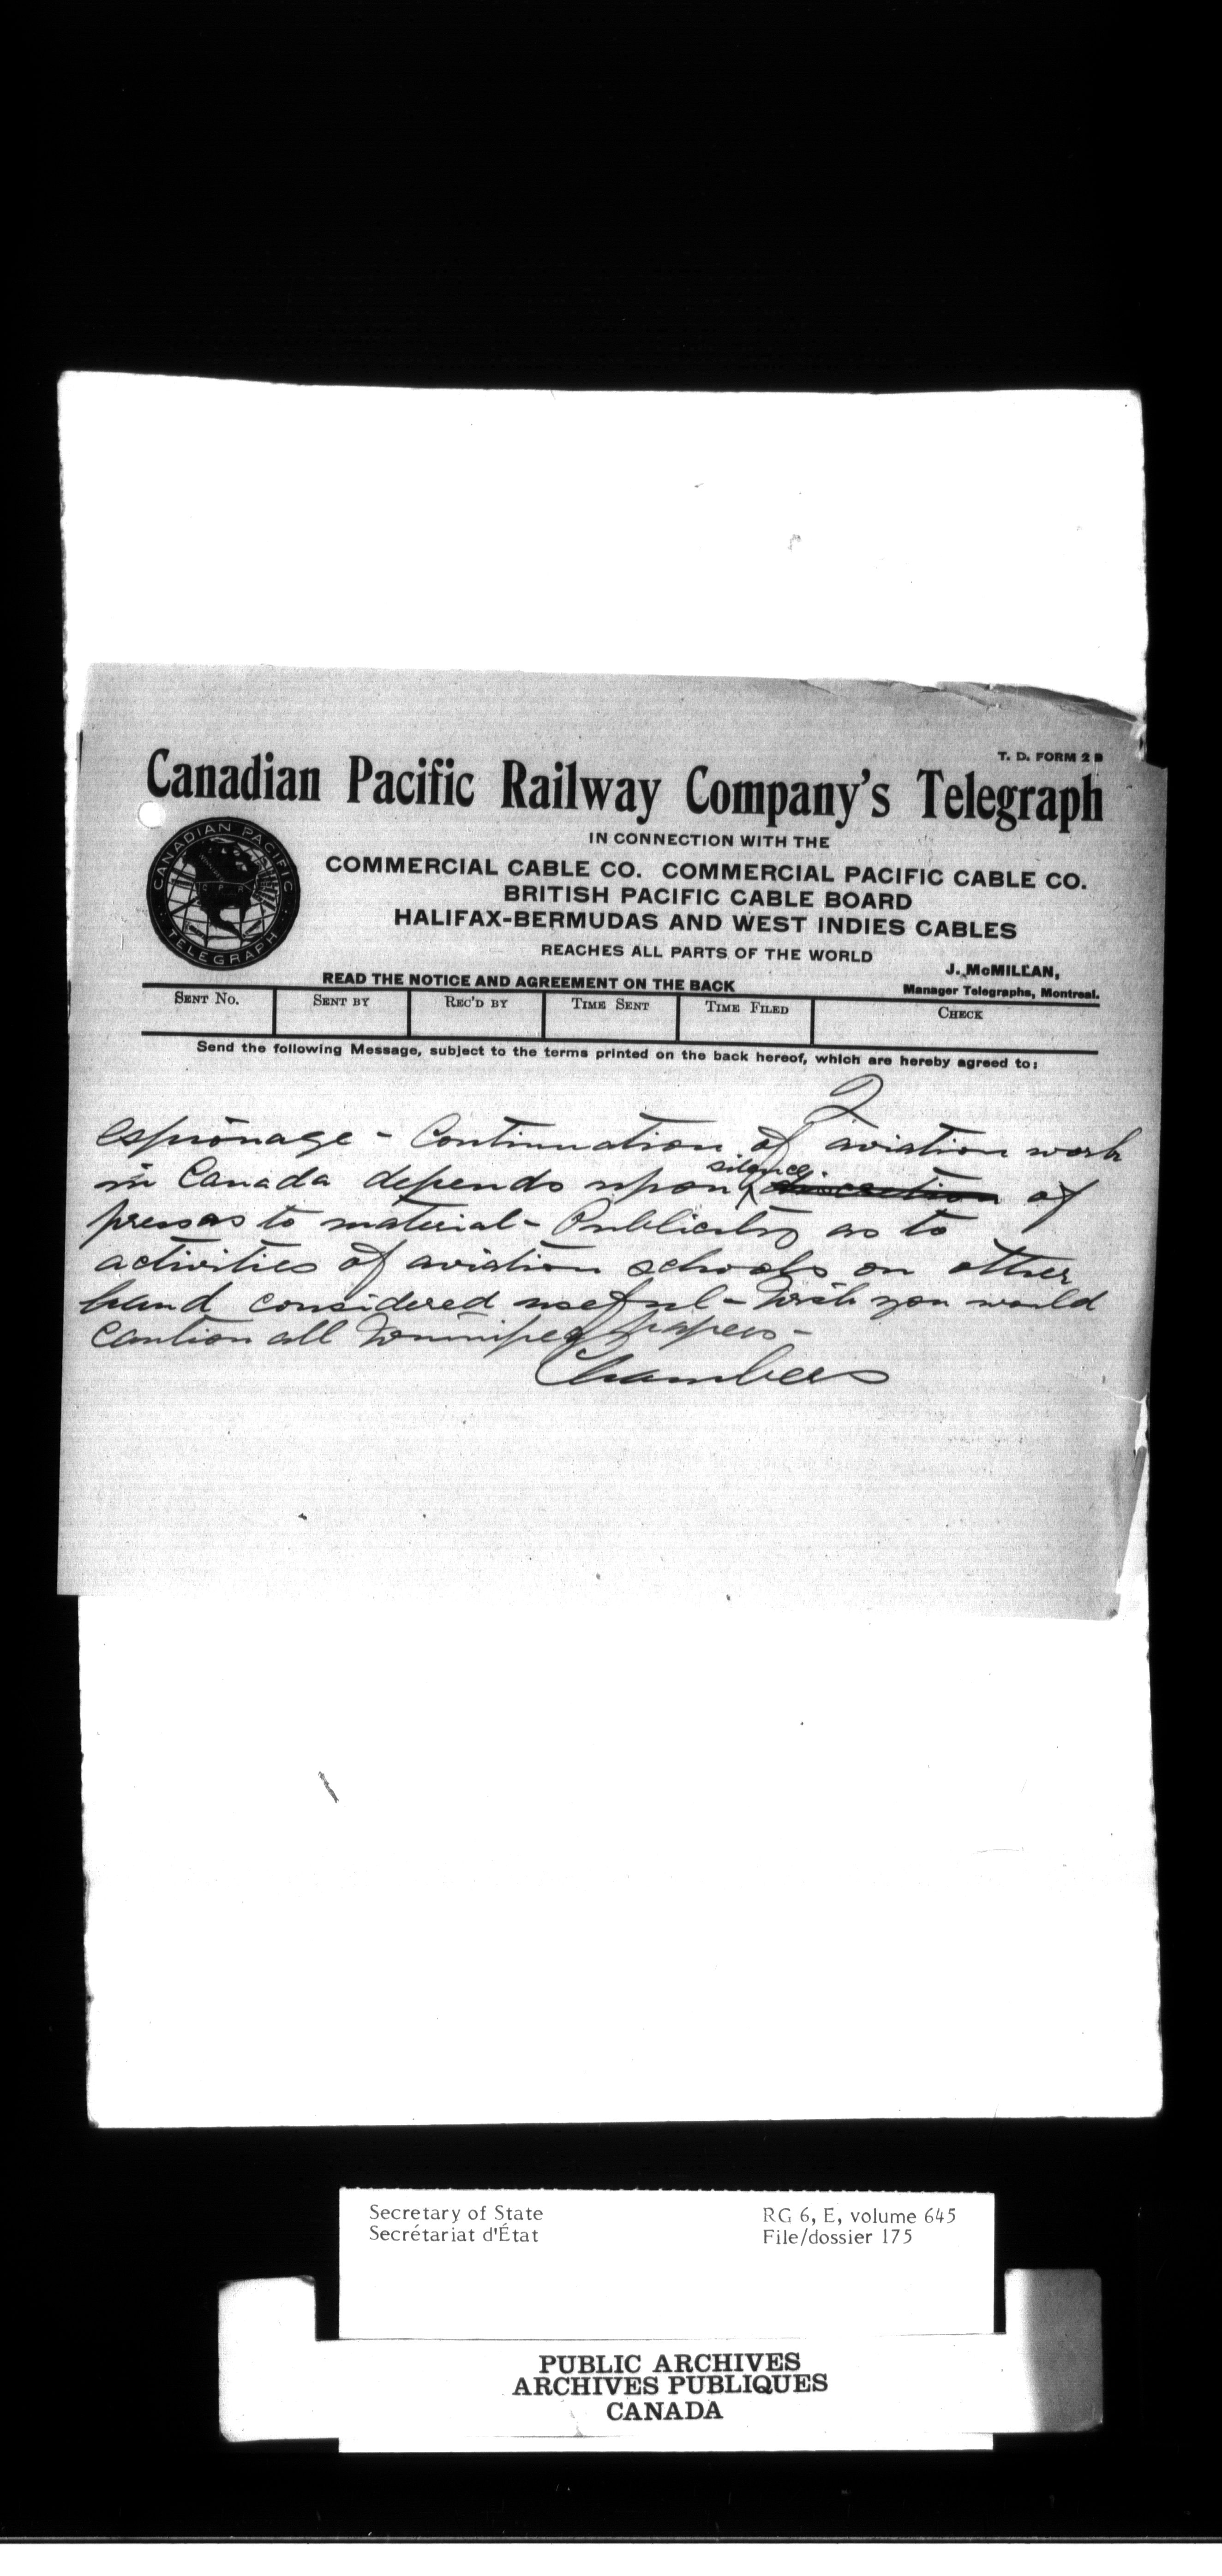 T. D. FORM 2 B
Canadian Pacific Railway Company's Telegraph
IN CONNECTION WITH THE
COMMERCIAL CABLE CO. COMMERCIAL PACIFIC CABLE CO.
BRITISH PACIFIC CABLE BOARD
HALIFAX-BERMUDAS AND WEST INDIES CABLES
REACHES ALL PARTS OF THE WORLD
CANADIAN PACIFIC
TELEGRAPH
J. McMILLAN,
Manager Telegraphs, Montreal.
READ THE NOTICE AND AGREEMENT ON THE BACK
SENT NO. SENT BY REC'D BY TIME SENT TIME FILED CHECK
Send the following Message, subject to the terms printed on the back hereof, which are hereby agreed to:
2
espionage - Continuation of aviation work
silence
in Canada depends upon discretion of
press as to material - Publicity as to
activities of aviation schools on other
hand considered useful - Wish you would
caution all Winnipeg papers -
Chambers
Secretary of State
Secrétariat d'État
RG 6, E, volume 645
File/dossier 175
PUBLIC ARCHIVES
ARCHIVES PUBLIQUES
CANADA